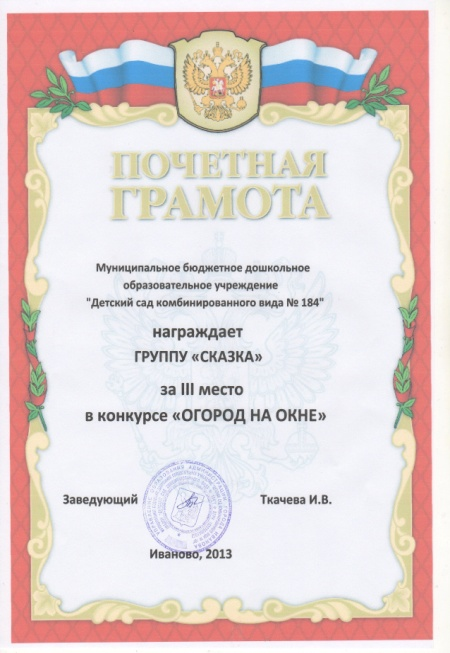 ПОЧЕТНАЯ
ГРАМОТА
Муниципальное бюджетное дошкольное
образовательное учреждение
"Детский сад комбинированного вида № 184"
награждает
ГРУППУ «СКАЗКА»
за III место
в конкурсе «ОГОРОД НА ОКНЕ»
Заведующий Ткачева И.В.
Иваново, 2013